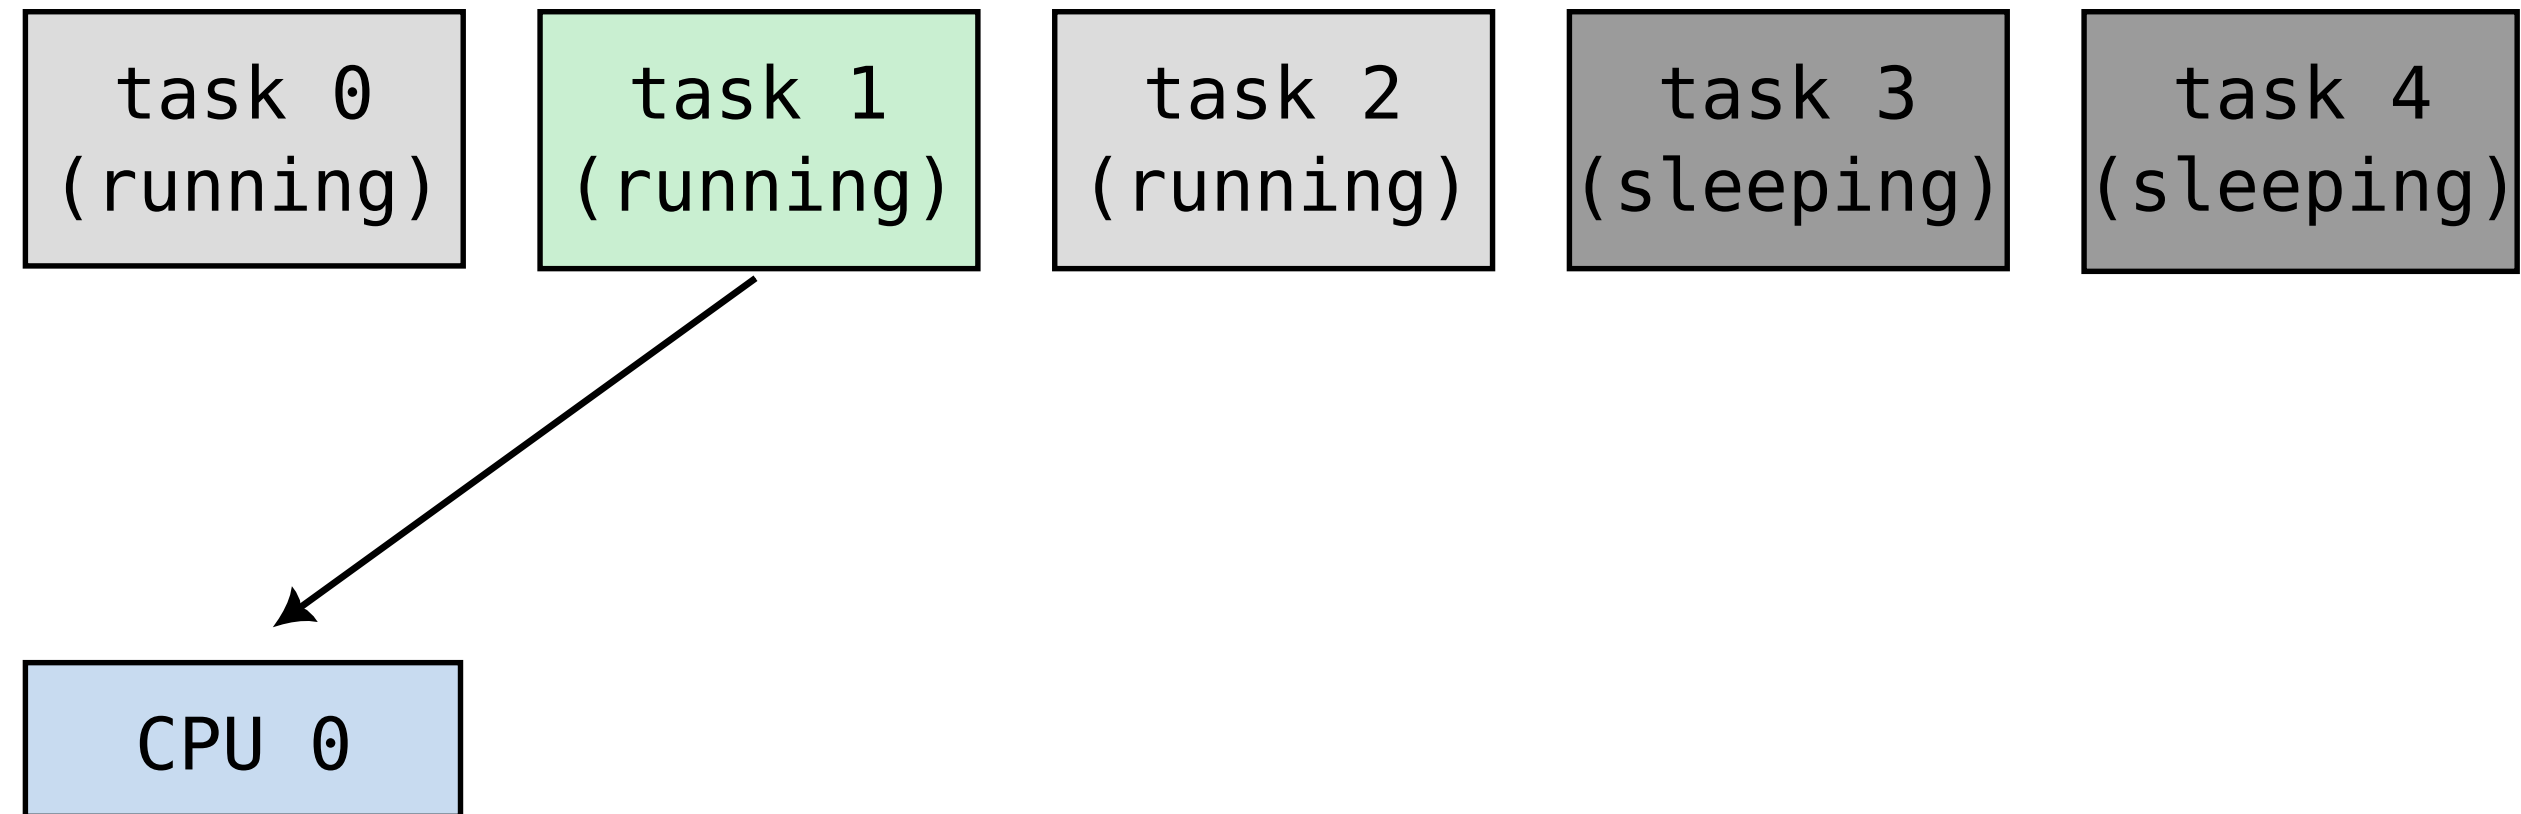 task 0
(running)
task 1
(running)
task 2
(running)
task 3
(sleeping)
task 4
(sleeping)
CPU 0